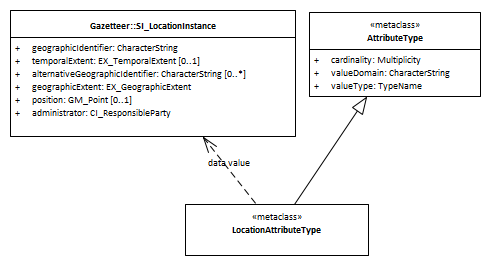 Gazetteer::SI_LocationInstance
+ geographicIdentifier: CharacterString
+ temporalExtent: EX_TemporalExtent [0..1]
+ alternativeGeographicIdentifier: CharacterString [0..*]
+ geographicExtent: EX_GeographicExtent
+ position: GM_Point [0..1]
+ administrator: CI_ResponsibleParty
«metaclass»
AttributeType
+ cardinality: Multiplicity
+ valueDomain: CharacterString
+ valueType: TypeName
data value
«metaclass»
LocationAttributeType